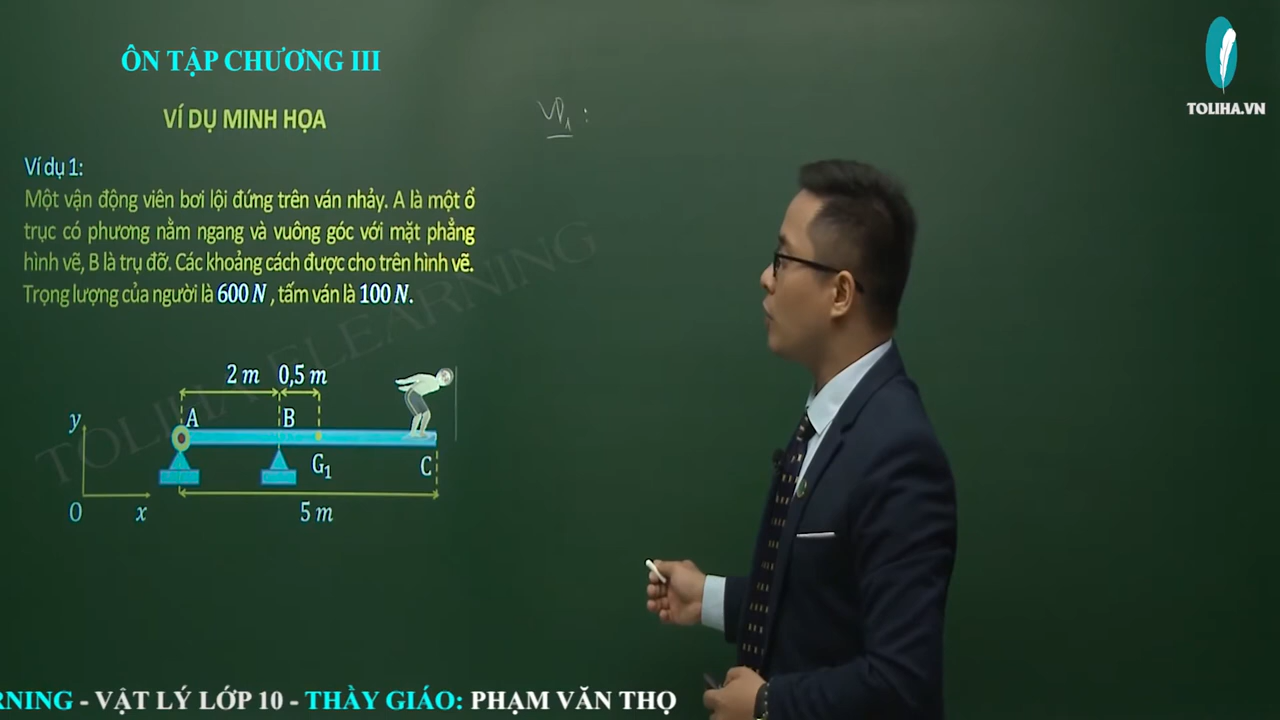 ÔN TẬP CHƯƠNG III
TOLIHA.VN
VÍ DỤ MINH HỌA
VD1 :
Ví dụ 1:
Một vận động viên bơi lội đứng trên ván nhảy. A là một ổ
trục có phương nằm ngang và vuông góc với mặt phẳng
hình vẽ, B là trụ đỡ. Các khoảng cách được cho trên hình vẽ.
Trọng lượng của người là 600 N , tấm ván là 100 N.
TOLIHA ELEARNING
2 m 0,5 m
y A B
G₁ C
O x 5 m
RNING - VẬT LÝ LỚP 10 - THẦY GIÁO: PHẠM VĂN THỌ